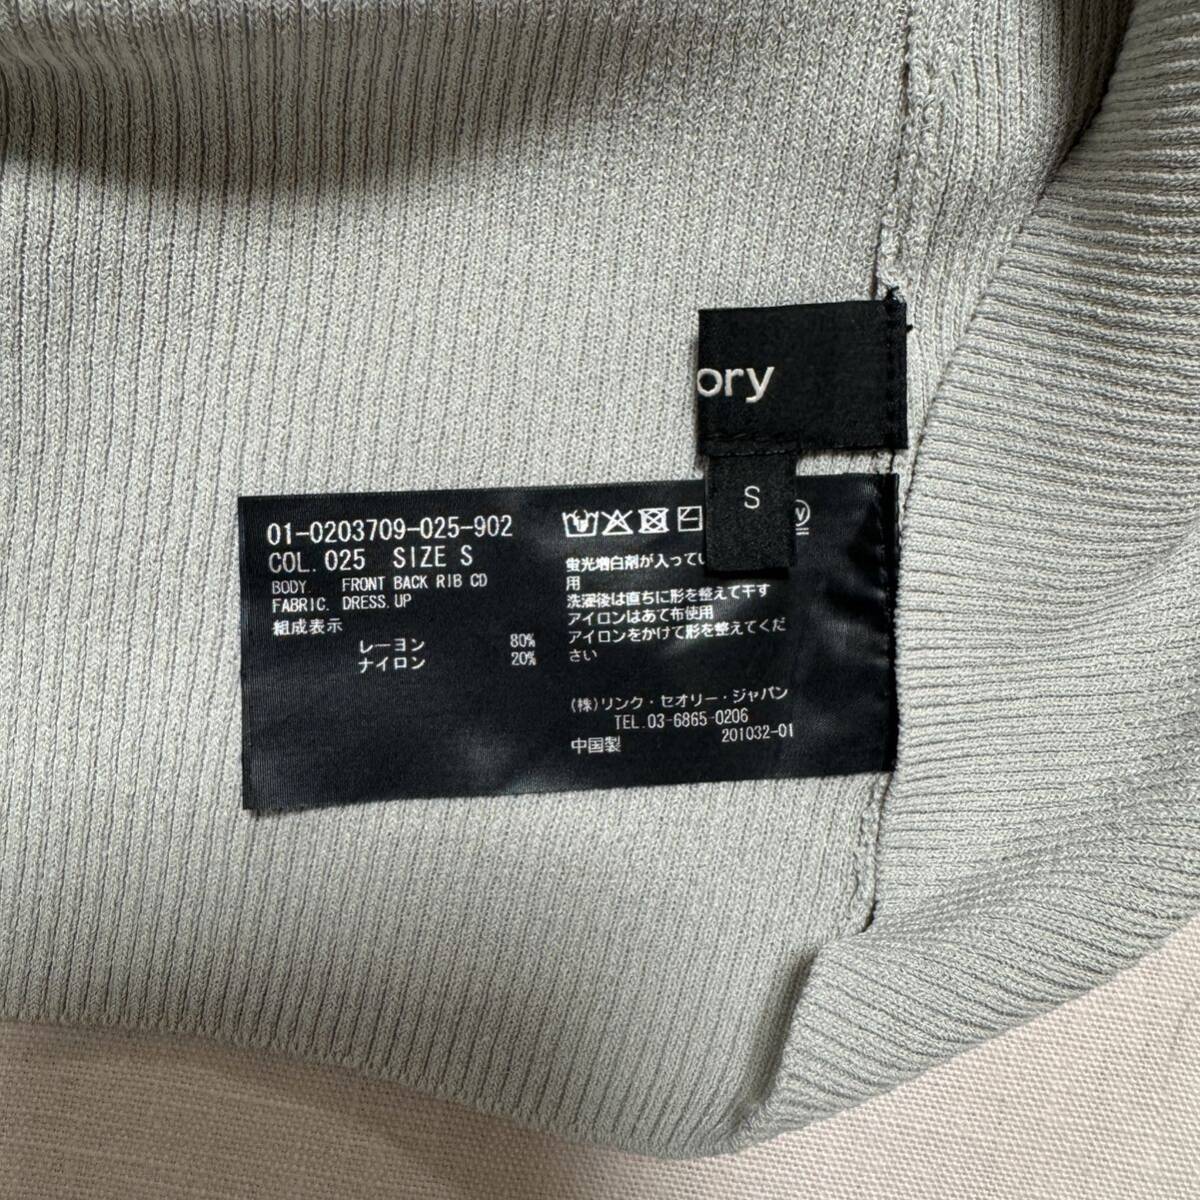 ory
S
01-0203709-025-902
COL. 025 SIZE S
BODY. FRONT BACK RIB CD
FABRIC. DRESS.UP
組成表示
レーヨン 80%
ナイロン 20%
蛍光増白剤が入ってい
用
洗濯後は直ちに形を整えて干す
アイロンはあて布使用
アイロンをかけて形を整えてくだ
さい
(株)リンク・セオリー・ジャパン
TEL.03-6865-0206
201032-01
中国製